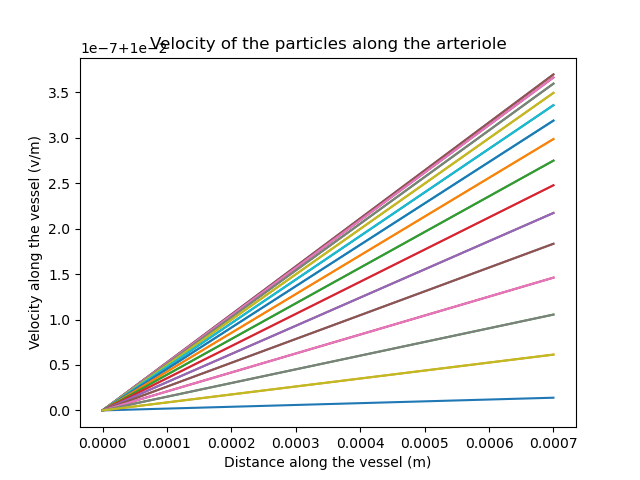 Velocity of the particles along the arteriole
1e−7+1e−2
3.5
3.0
2.5
2.0
1.5
1.0
0.5
0.0
Velocity along the vessel (v/m)
0.0000 0.0001 0.0002 0.0003 0.0004 0.0005 0.0006 0.0007
Distance along the vessel (m)